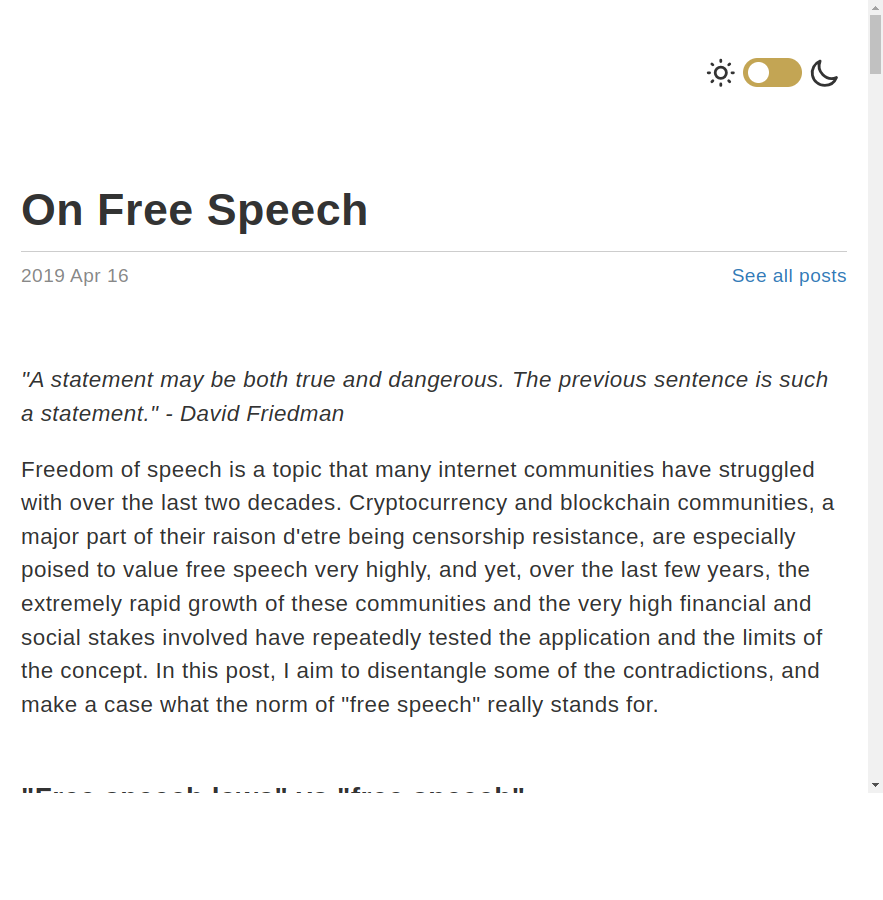 On Free Speech
2019 Apr 16
See all posts
"A statement may be both true and dangerous. The previous sentence is such
a statement." - David Friedman
Freedom of speech is a topic that many internet communities have struggled
with over the last two decades. Cryptocurrency and blockchain communities, a
major part of their raison d'etre being censorship resistance, are especially
poised to value free speech very highly, and yet, over the last few years, the
extremely rapid growth of these communities and the very high financial and
social stakes involved have repeatedly tested the application and the limits of
the concept. In this post, I aim to disentangle some of the contradictions, and
make a case what the norm of "free speech" really stands for.
"Free speech laws" vs "free speech"